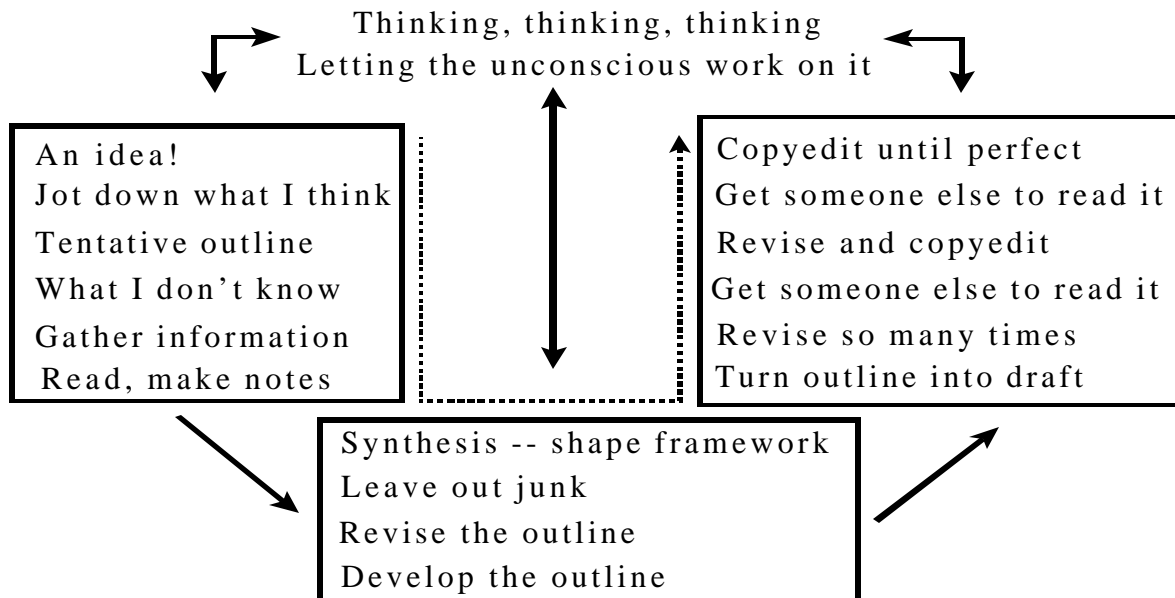 Thinking, thinking, thinking
Letting the unconscious work on it
An idea!
Jot down what I think
Tentative outline
What I don't know
Gather information
Read, make notes
Copyedit until perfect
Get someone else to read it
Revise and copyedit
Get someone else to read it
Revise so many times
Turn outline into draft
Synthesis -- shape framework
Leave out junk
Revise the outline
Develop the outline